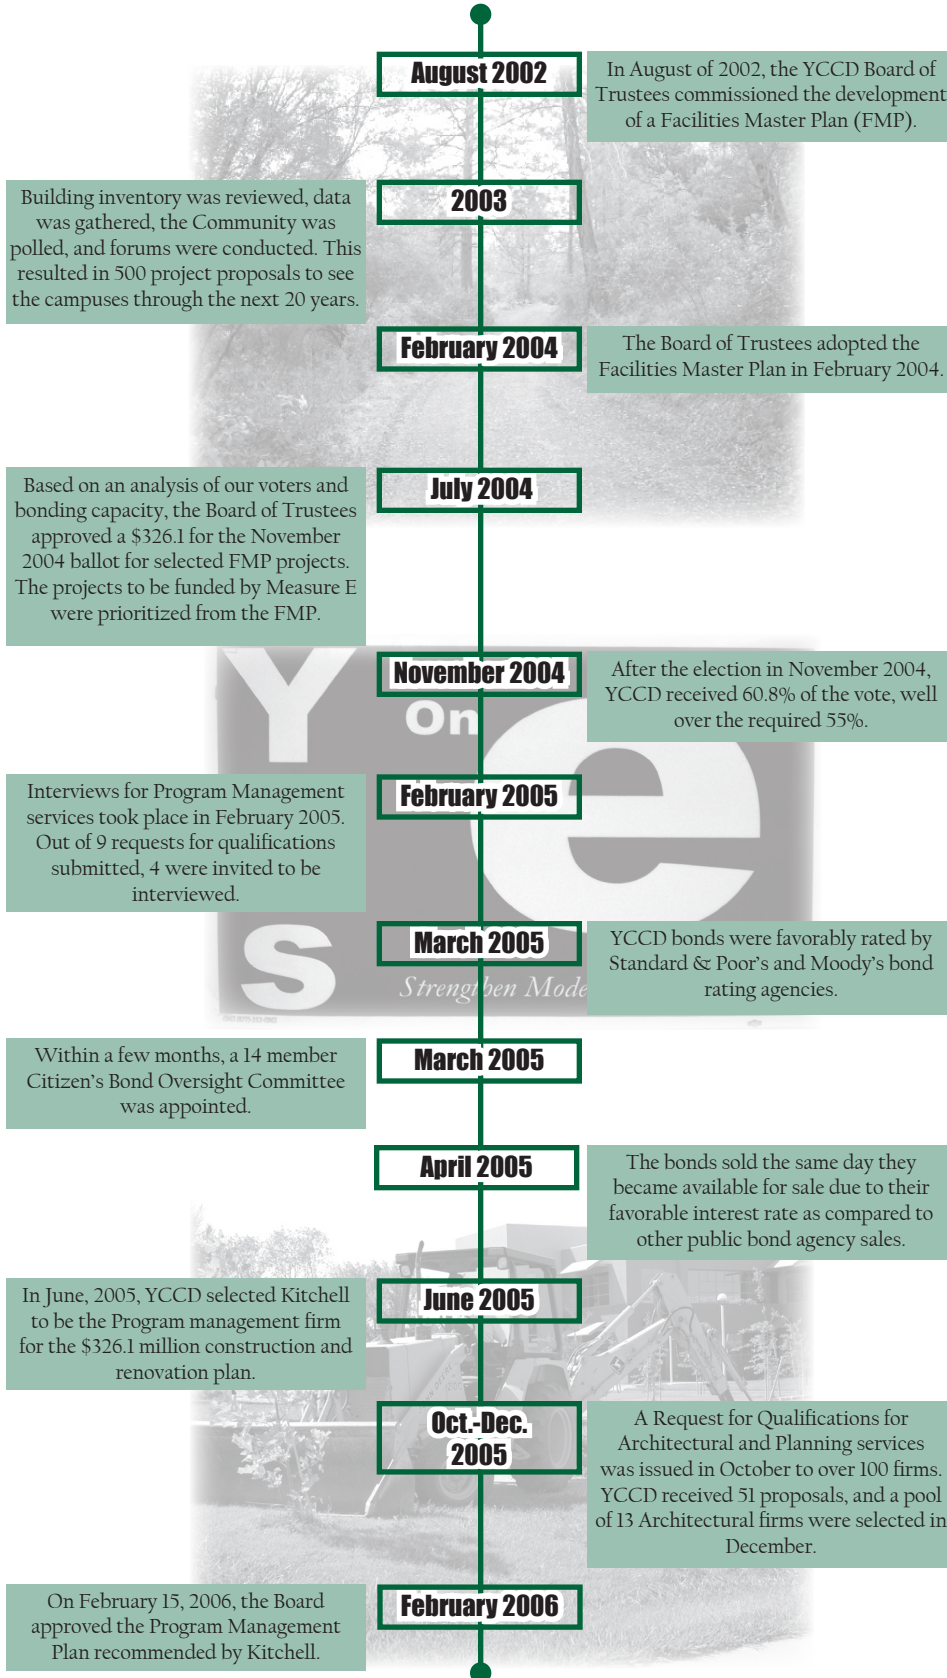 August 2002
In August of 2002, the YCCD Board of
Trustees commissioned the development
of a Facilities Master Plan (FMP).
2003
Building inventory was reviewed, data
was gathered, the Community was
polled, and forums were conducted. This
resulted in 500 project proposals to see
the campuses through the next 20 years.
February 2004
The Board of Trustees adopted the
Facilities Master Plan in February 2004.
July 2004
Based on an analysis of our voters and
bonding capacity, the Board of Trustees
approved a $326.1 for the November
2004 ballot for selected FMP projects.
The projects to be funded by Measure E
were prioritized from the FMP.
November 2004
After the election in November 2004,
YCCD received 60.8% of the vote, well
over the required 55%.
Y
On
e
s
Strengthen Mode
February 2005
Interviews for Program Management
services took place in February 2005.
Out of 9 requests for qualifications
submitted, 4 were invited to be
interviewed.
March 2005
YCCD bonds were favorably rated by
Standard & Poor's and Moody's bond
rating agencies.
March 2005
Within a few months, a 14 member
Citizen's Bond Oversight Committee
was appointed.
April 2005
The bonds sold the same day they
became available for sale due to their
favorable interest rate as compared to
other public bond agency sales.
June 2005
In June, 2005, YCCD selected Kitchell
to be the Program management firm
for the $326.1 million construction and
renovation plan.
Oct.-Dec.
2005
A Request for Qualifications for
Architectural and Planning services
was issued in October to over 100 firms.
YCCD received 51 proposals, and a pool
of 13 Architectural firms were selected in
December.
February 2006
On February 15, 2006, the Board
approved the Program Management
Plan recommended by Kitchell.